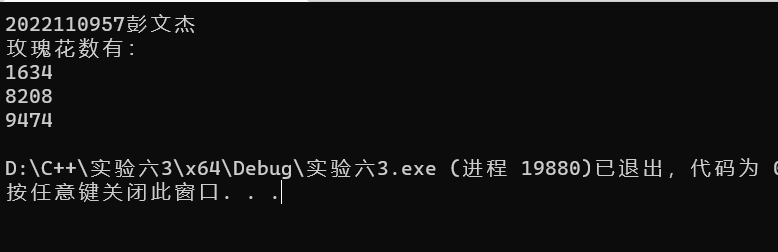 2022110957彭文杰
玫瑰花数有:
1634
8208
9474
D:\C++\实验六3\x64\Debug\实验六3.exe (进程 19880)已退出，代码为 0
按任意键关闭此窗口. . .